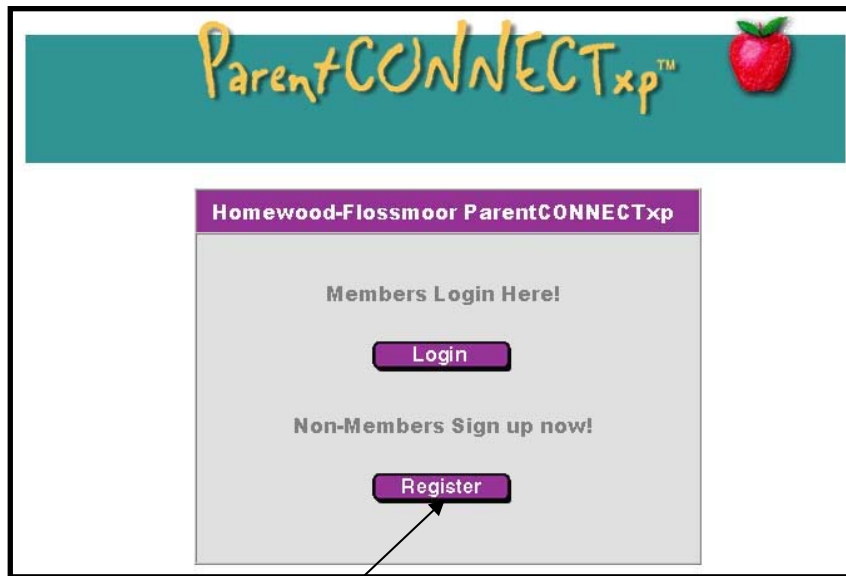 ParentCONNECTxp™
Homewood-Flossmoor ParentCONNECTxp
Members Login Here!
Login
Non-Members Sign up now!
Register